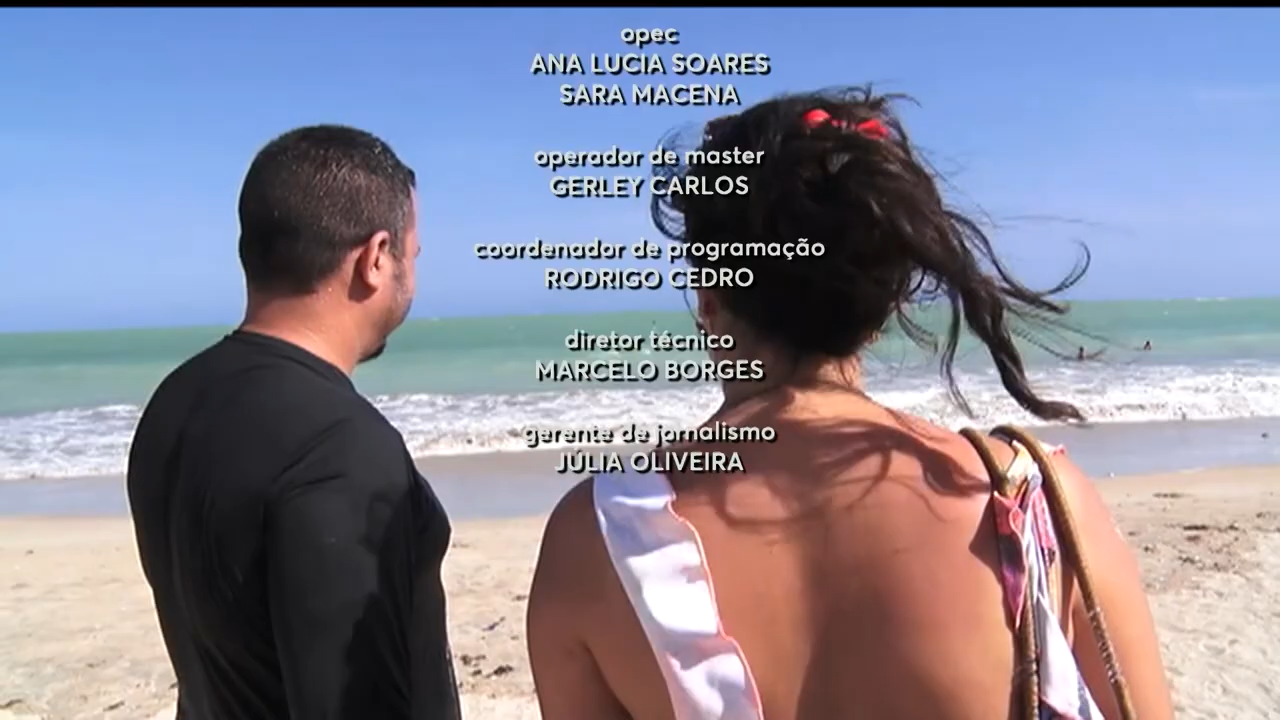 opec
ANA LUCIA SOARES
SARA MACENA
operador de master
GERLEY CARLOS
coordenador de programação
RODRIGO CEDRO
diretor técnico
MARCELO BORGES
gerente de jornalismo
JÚLIA OLIVEIRA